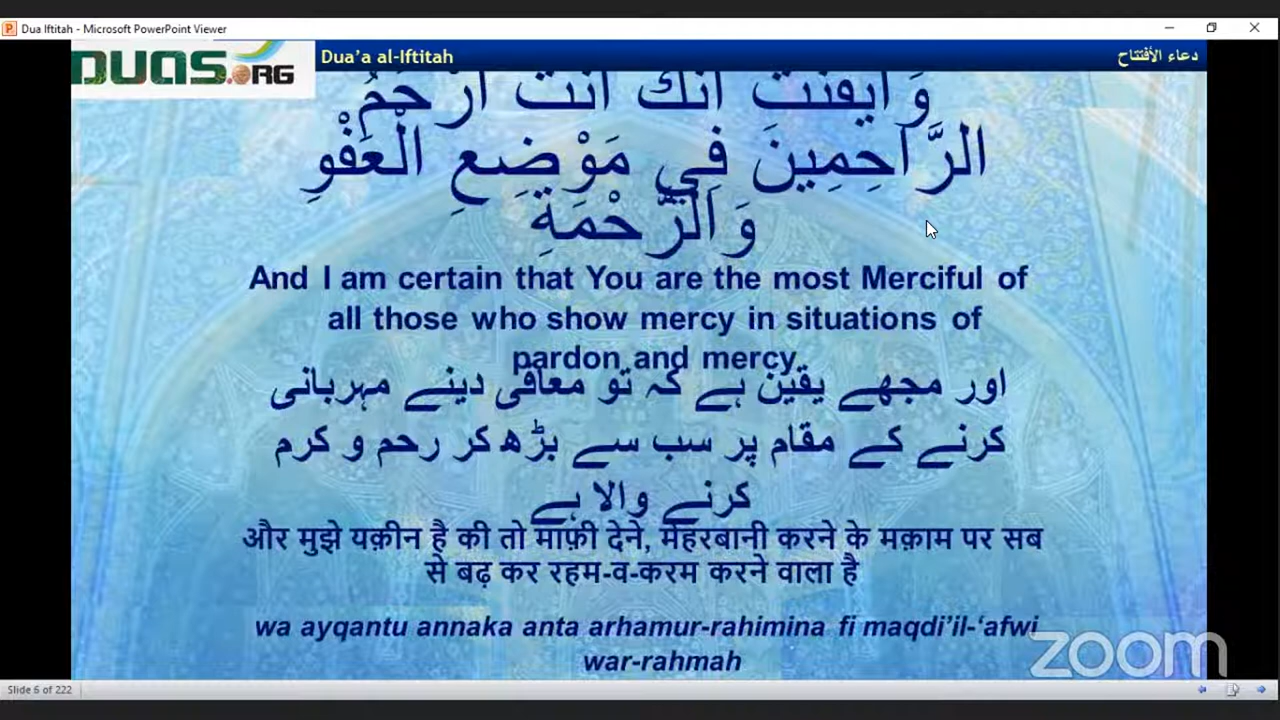 Dua Iftitah - Microsoft PowerPoint Viewer
DUAS.ORG
Dua’a al-Iftitah
دعاء الأفتتاح
وَأَيْقَنْتُ أَنَّكَ أَنْتَ أَرْحَمُ
الرَّاحِمِينَ فِي مَوْضِعِ الْعَفْوِ
وَالرَّحْمَةِ
And I am certain that You are the most Merciful of
all those who show mercy in situations of
pardon and mercy.
اور مجھے یقین ہے کہ تو معافی دینے مہربانی
کرنے کے مقام پر سب سے بڑھ کر رحم و کرم
کرنے والا ہے
और मुझे यक़ीन है की तो माफ़ी देने, मेहरबानी करने के मक़ाम पर सब
से बढ़ कर रहम-व-करम करने वाला है
wa ayqantu annaka anta arhamur-rahimina fi maqdi’il-‘afwi
war-rahmah
zoom
Slide 6 of 222